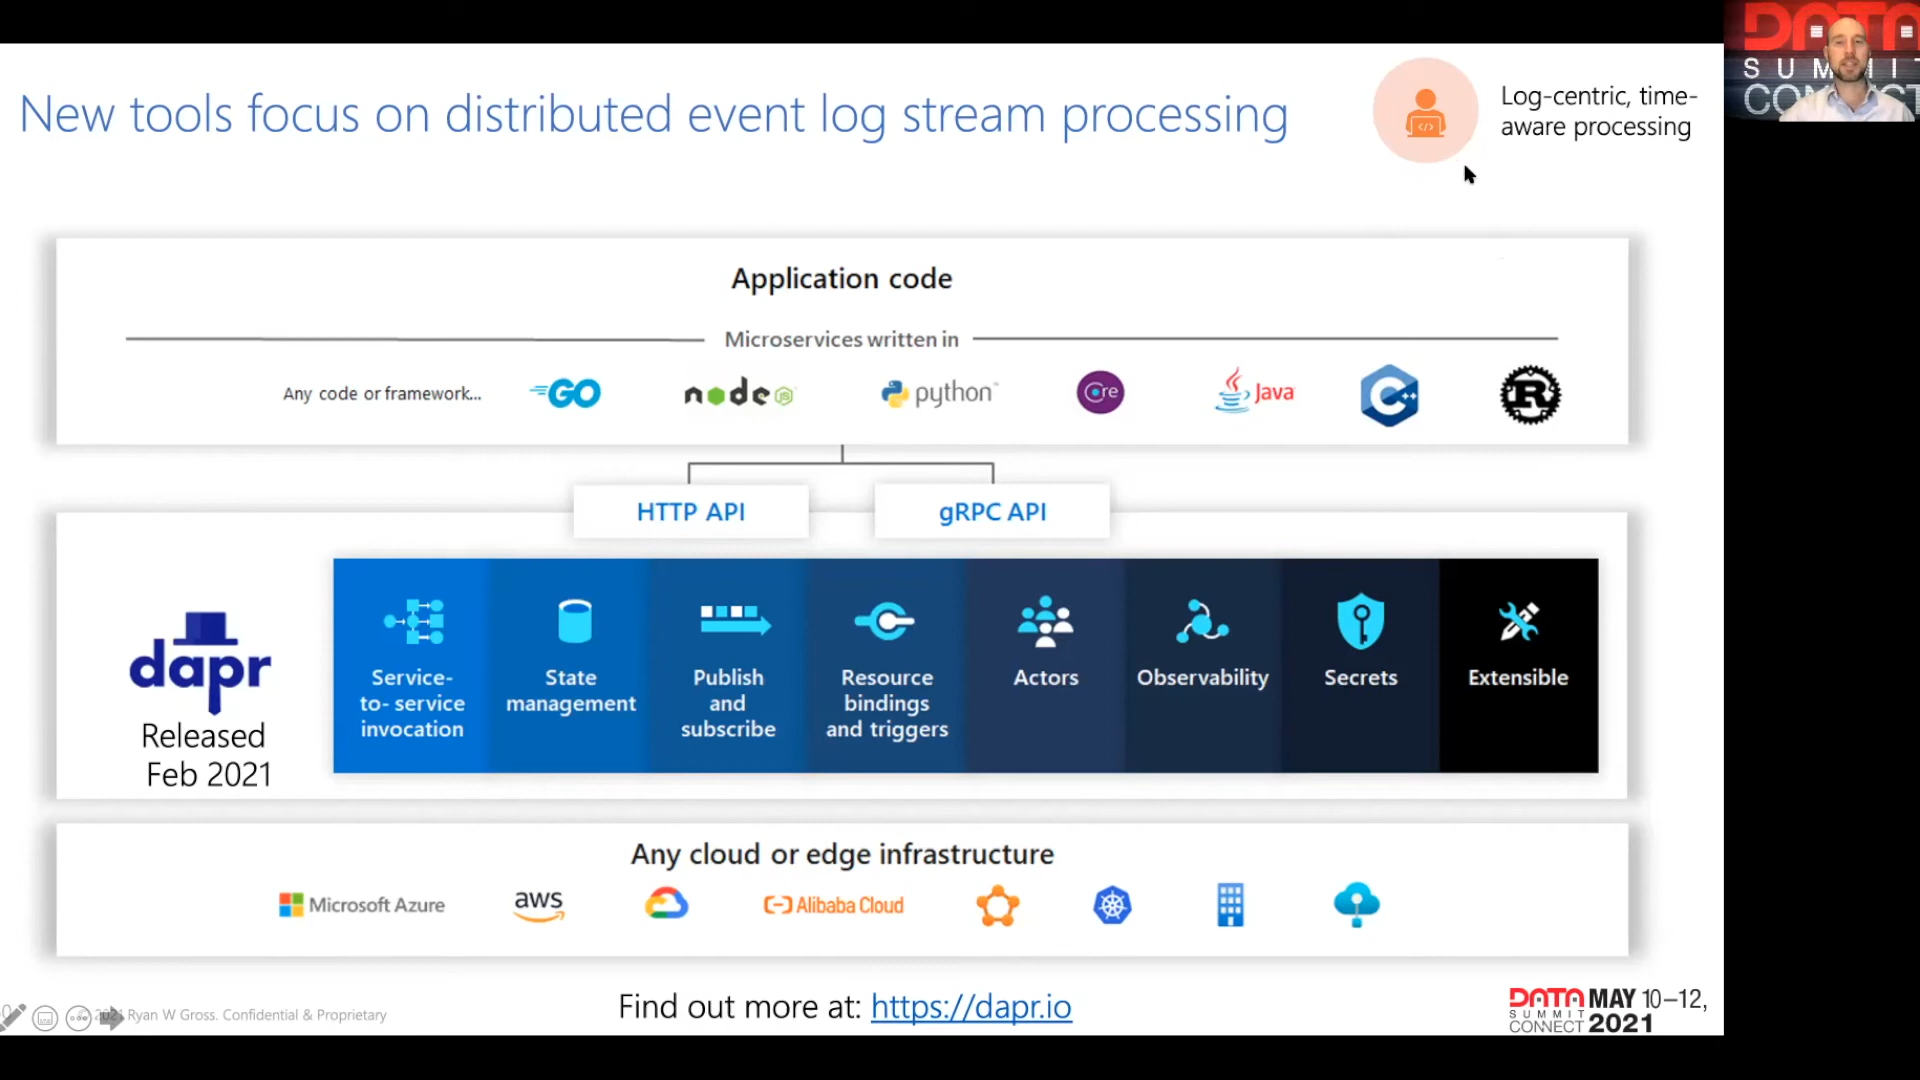 New tools focus on distributed event log stream processing
Log-centric, time-
aware processing
DATA
SUMMIT
Application code
Microservices written in
Any code or framework...
GO
node
JS
python
Core
Java
C++
R
HTTP API
gRPC API
dapr
Released
Feb 2021
Service-
to- service
invocation
State
management
Publish
and
subscribe
Resource
bindings
and triggers
Actors
Observability
Secrets
Extensible
Any cloud or edge infrastructure
Microsoft Azure
aws
Alibaba Cloud
Ryan W Gross. Confidential & Proprietary
Find out more at: https://dapr.io
DATA
SUMMIT
CONNECT
MAY 10–12,
2021